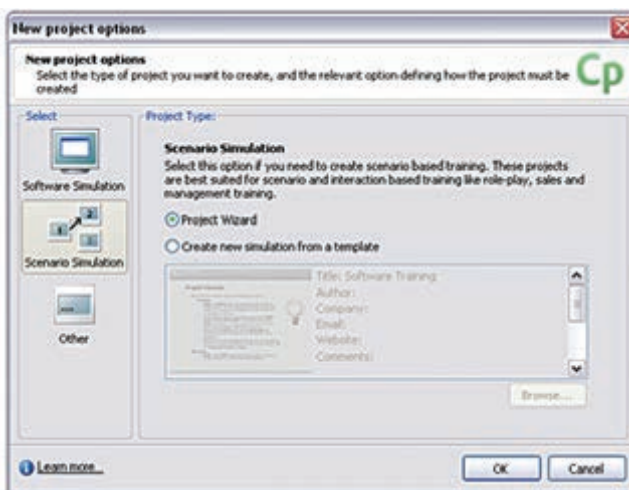 New project options
New project options
Select the type of project you want to create, and the relevant option defining how the project must be
created
Cp
Select
Software Simulation
Scenario Simulation
Other
Project Type:
Scenario Simulation
Select this option if you need to create scenario based training. These projects
are best suited for scenario and interaction based training like role-play, sales and
management training.
Project Wizard
Create new simulation from a template
Title: Software Training
Author:
Company:
Email:
Website:
Comments:
Browse...
Learn more...
OK
Cancel